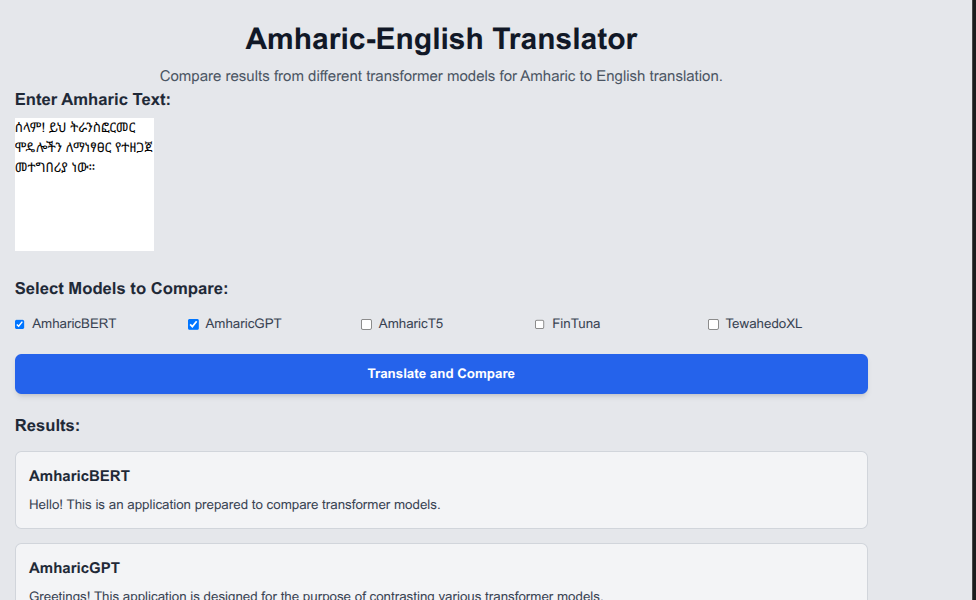 Amharic-English Translator
Compare results from different transformer models for Amharic to English translation.
Enter Amharic Text:
ሰላም! ይህ ትራንስፎርመር
ሞዴሎችን ለማነፃፀር የተዘጋጀ
መተግበሪያ ነው።
Select Models to Compare:
AmharicBERT AmharicGPT AmharicT5 FinTuna TewahedoXL
Translate and Compare
Results:
AmharicBERT
Hello! This is an application prepared to compare transformer models.
AmharicGPT
Greetings! This application is designed for the purpose of contrasting various transformer models.